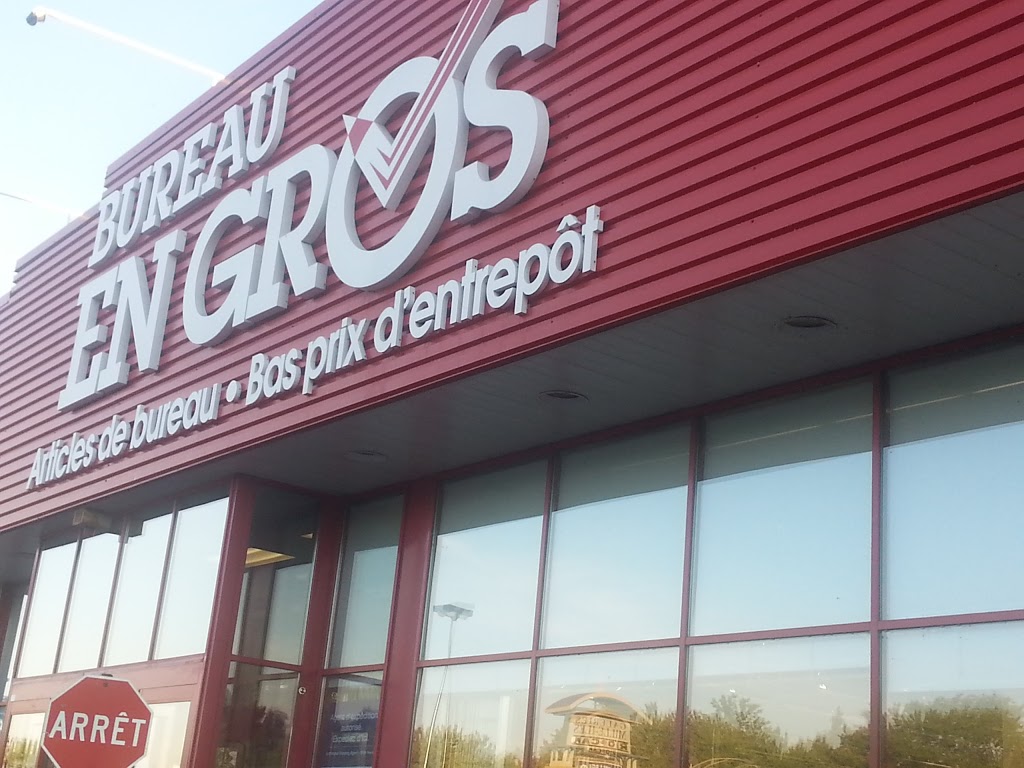 BUREAU
EN GROS
Articles de bureau • Bas prix d'entrepôt
ARRÊT